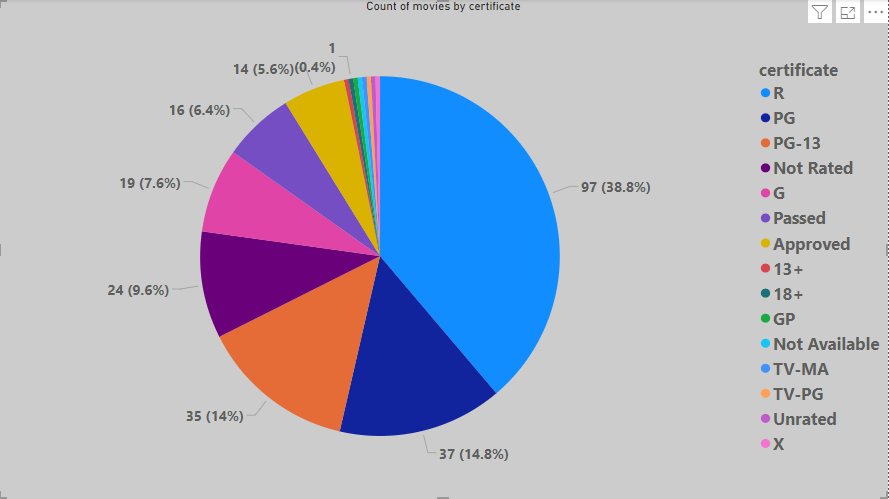 Count of movies by certificate
1
(0.4%)
14 (5.6%)
16 (6.4%)
19 (7.6%)
24 (9.6%)
35 (14%)
37 (14.8%)
97 (38.8%)
certificate
R
PG
PG-13
Not Rated
G
Passed
Approved
13+
18+
GP
Not Available
TV-MA
TV-PG
Unrated
X